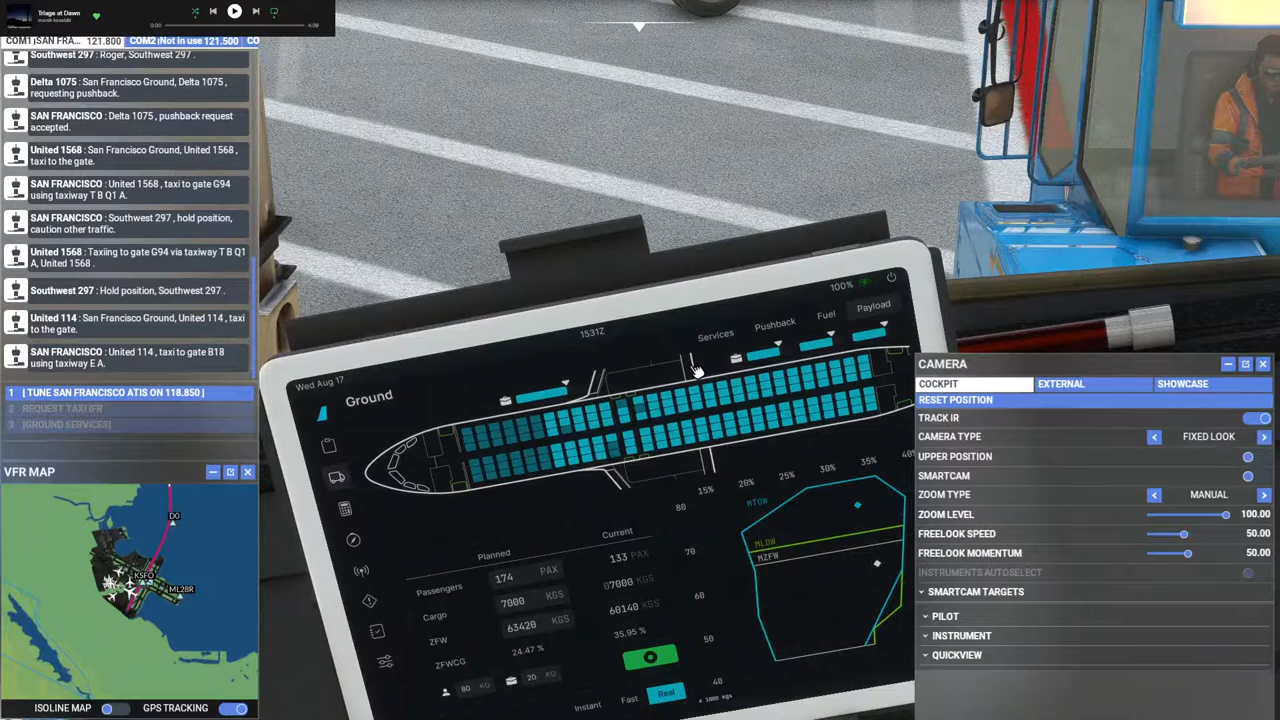 Triage at Dawn
0:00
4:09
COM1 |SAN FRA... 121.800
COM2 |Not in use 121.500
CO
Southwest 297 : Roger, Southwest 297 .
Delta 1075 : San Francisco Ground, Delta 1075 ,
requesting pushback.
SAN FRANCISCO : Delta 1075 , pushback request
accepted.
United 1568 : San Francisco Ground, United 1568 ,
taxi to the gate.
SAN FRANCISCO : United 1568 , taxi to gate G94
using taxiway T B Q1 A.
SAN FRANCISCO : Southwest 297 , hold position,
caution other traffic.
United 1568 : Taxiing to gate G94 via taxiway T B Q1
A, United 1568 .
Southwest 297 : Hold position, Southwest 297 .
United 114 : San Francisco Ground, United 114 , taxi
to the gate.
SAN FRANCISCO : United 114 , taxi to gate B18
using taxiway E A.
1 [ TUNE SAN FRANCISCO ATIS ON 118.850 ]
2 REQUEST TAXI IFR
3 [GROUND SERVICES]
VFR MAP
D0
KSFO
ML28R
ISOLINE MAP
GPS TRACKING
Wed Aug 17
1531Z
100%
Ground
Services
Pushback
Fuel
Payload
15%
20%
25%
30%
35%
80
70
60
50
40
x 1000 kgs
MTOW
MLDW
MZFW
Planned
Current
Passengers
174 PAX
133 PAX
Cargo
7000 KGS
07000 KGS
ZFW
63420 KGS
60140 KGS
ZFWCG
24.47 %
35.95 %
80 KG
20 KG
Instant
Fast
Real
CAMERA
COCKPIT
EXTERNAL
SHOWCASE
RESET POSITION
TRACK IR
CAMERA TYPE
FIXED LOOK
UPPER POSITION
SMARTCAM
ZOOM TYPE
MANUAL
ZOOM LEVEL
100.00
FREELOOK SPEED
50.00
FREELOOK MOMENTUM
50.00
INSTRUMENTS AUTOSELECT
SMARTCAM TARGETS
PILOT
INSTRUMENT
QUICKVIEW